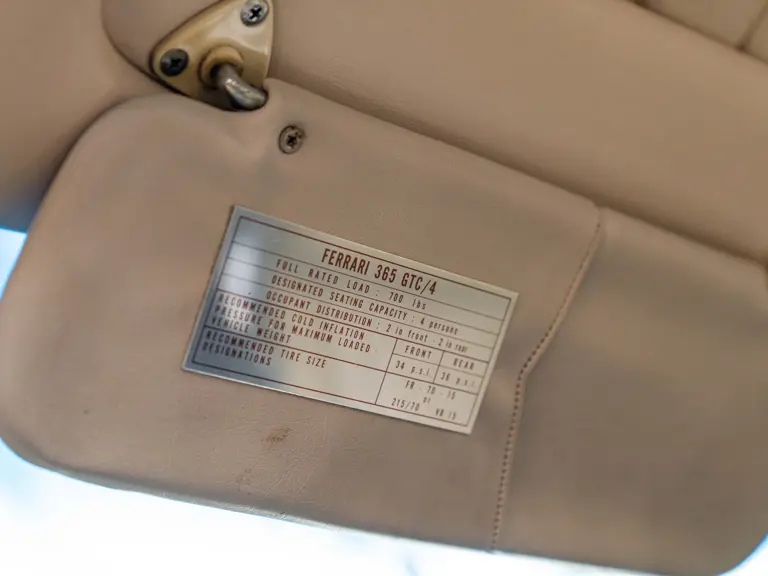 FERRARI 365 GTC/4
FULL RATED LOAD : 700 lbs
DESIGNATED SEATING CAPACITY : 4 persons
OCCUPANT DISTRIBUTION : 2 in front - 2 in rear
RECOMMENDED COLD INFLATION
PRESSURE FOR MAXIMUM LOADED
VEHICLE WEIGHT
FRONT REAR
34 p.s.i. 36 p.s.i.
RECOMMENDED TIRE SIZE
DESIGNATIONS
FR - 70 - 15
or
215/70 VR 15